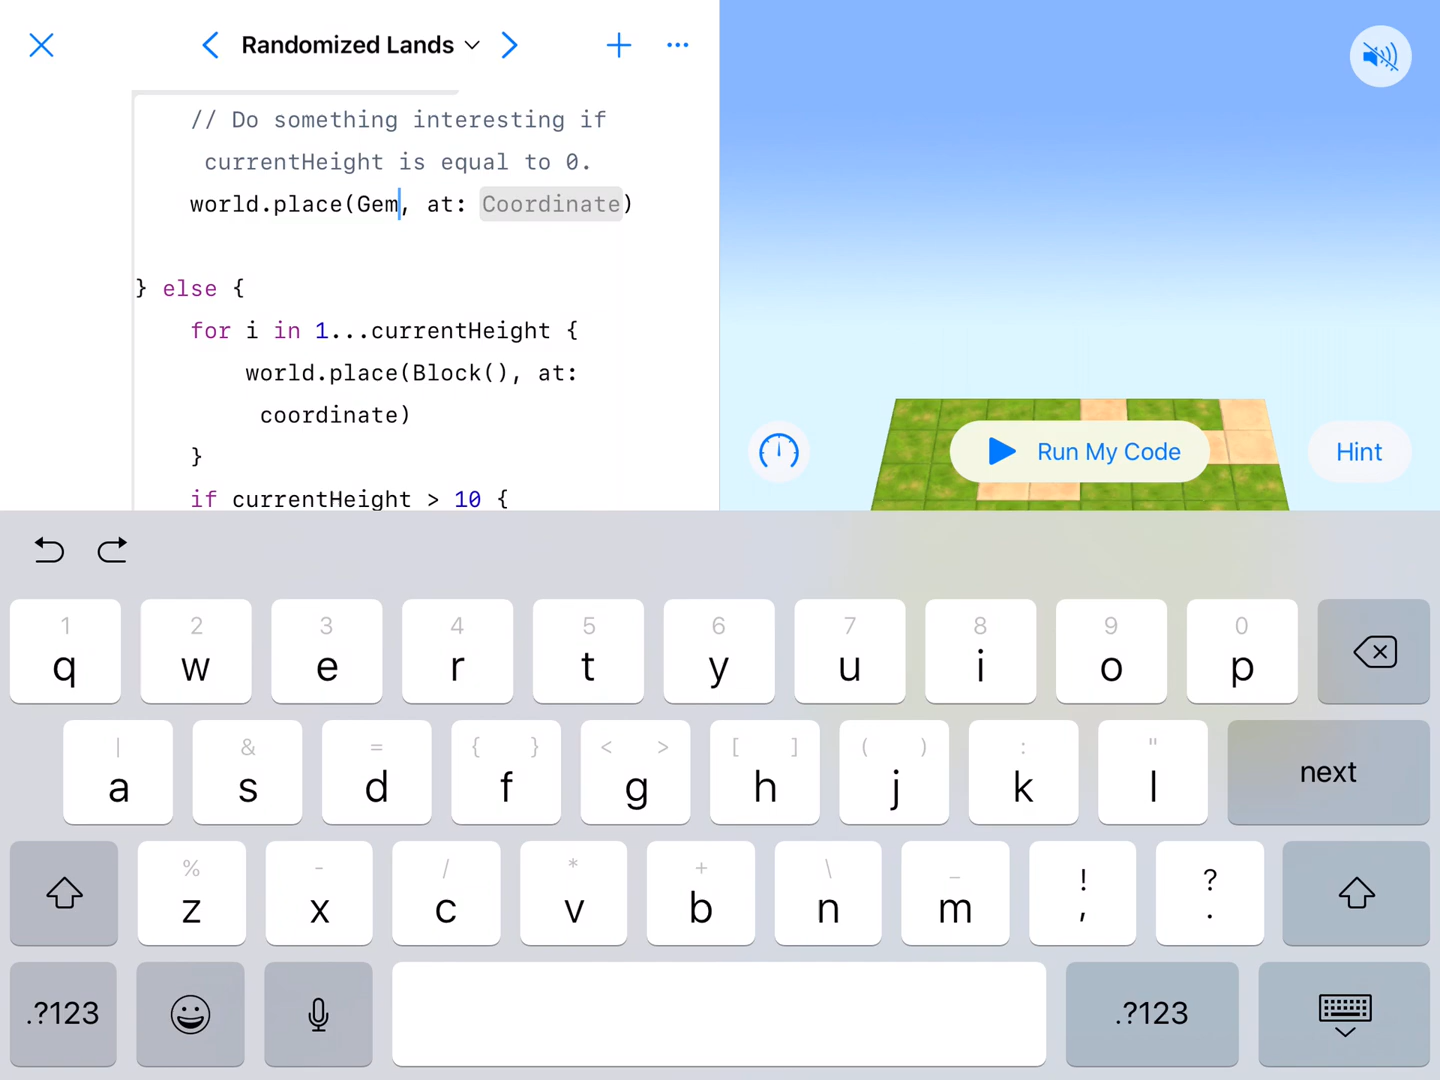 Randomized Lands
// Do something interesting if
currentHeight is equal to 0.
world.place(Gem, at: Coordinate)
} else {
for i in 1...currentHeight {
world.place(Block(), at:
coordinate)
}
if currentHeight > 10 {
Run My Code
Hint
1 2 3 4 5 6 7 8 9 0
q w e r t y u i o p
| & = { } < > [ ] ( ) : "
a s d f g h j k l next
% - / * + \ _ ! ?
z x c v b n m , .
.?123 .?123